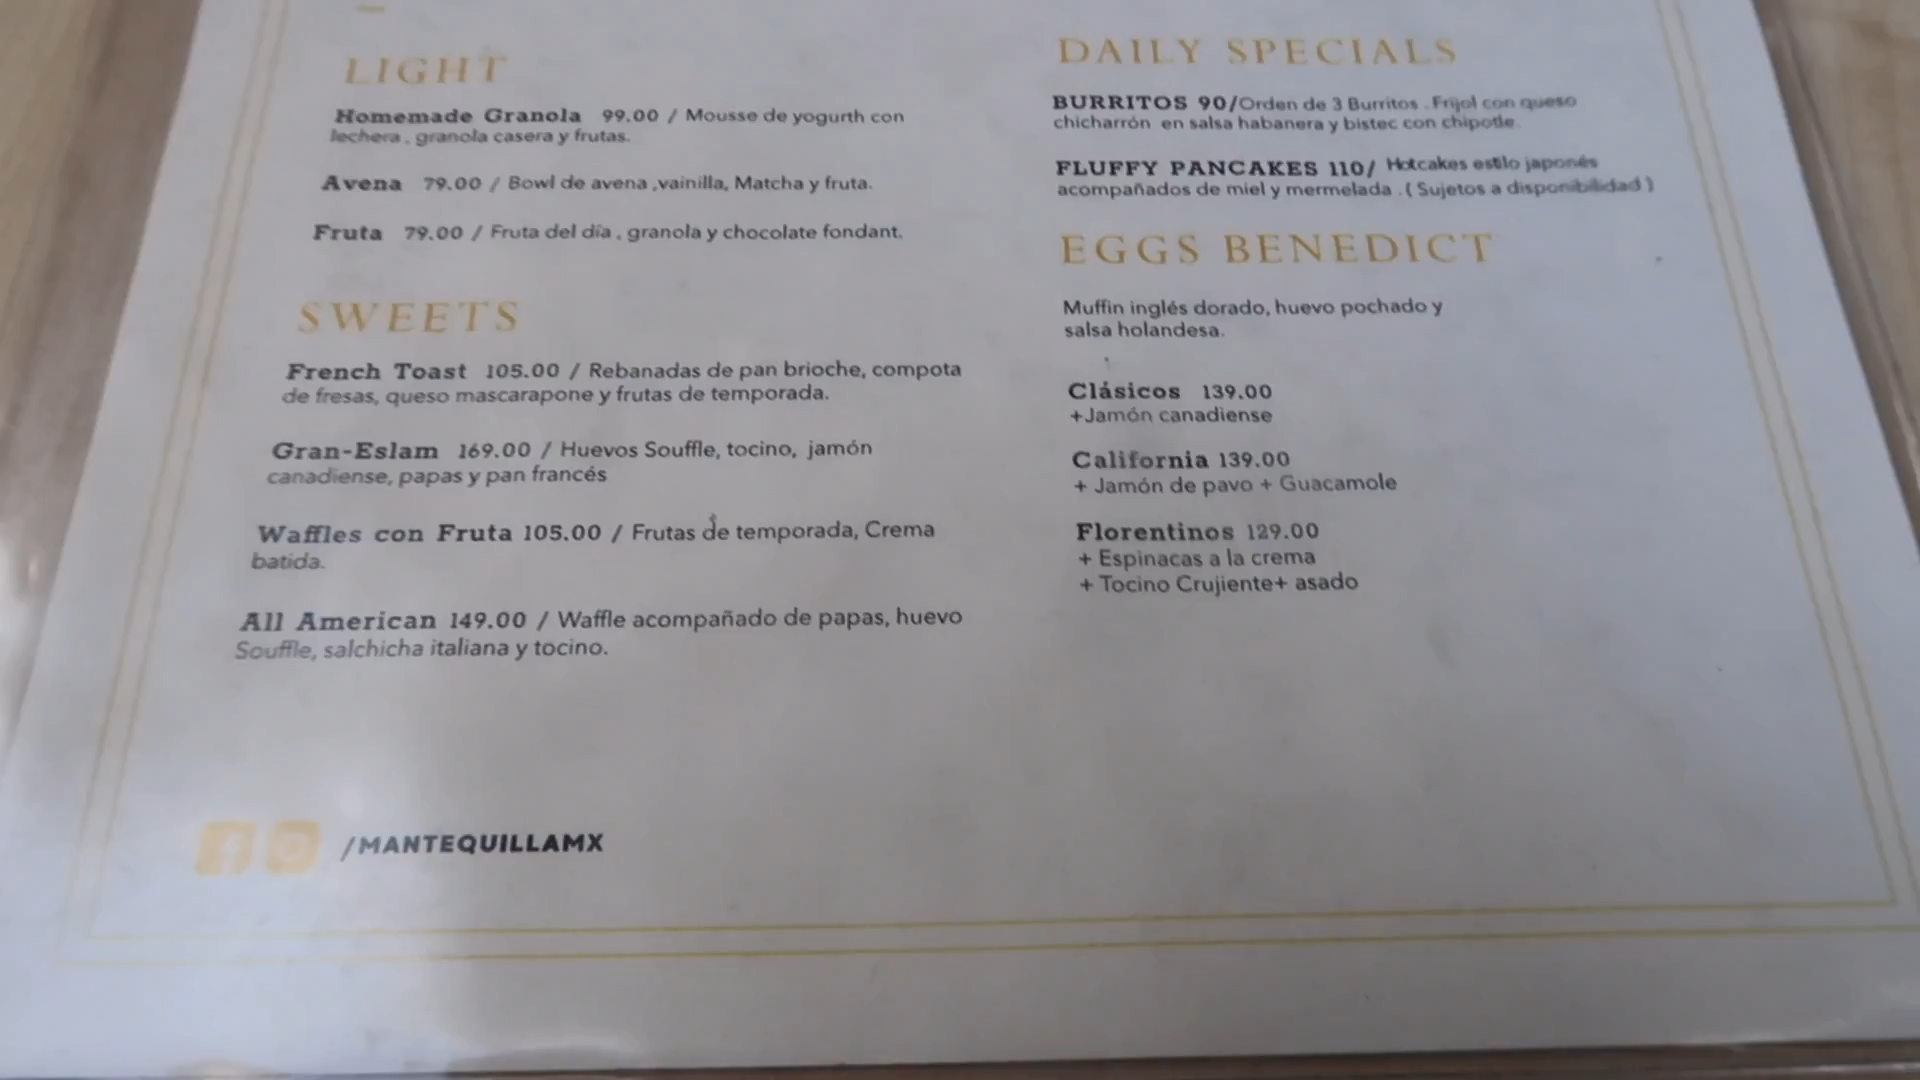 LIGHT
Homemade Granola 99.00 / Mousse de yogurth con
lechera , granola casera y frutas.
Avena 79.00 / Bowl de avena ,vainilla, Matcha y fruta.
Fruta 79.00 / Fruta del día , granola y chocolate fondant.
SWEETS
French Toast 105.00 / Rebanadas de pan brioche, compota
de fresas, queso mascarapone y frutas de temporada.
Gran-Eslam 169.00 / Huevos Souffle, tocino, jamón
canadiense, papas y pan francés
Waffles con Fruta 105.00 / Frutas de temporada, Crema
batida.
All American 149.00 / Waffle acompañado de papas, huevo
Souffle, salchicha italiana y tocino.
/MANTEQUILLAMX
DAILY SPECIALS
BURRITOS 90/Orden de 3 Burritos . Frijol con queso
chicharrón en salsa habanera y bistec con chipotle.
FLUFFY PANCAKES 110/ Hotcakes estilo japonés
acompañados de miel y mermelada . ( Sujetos a disponibilidad )
EGGS BENEDICT
Muffin inglés dorado, huevo pochado y
salsa holandesa.
Clásicos 139.00
+Jamón canadiense
California 139.00
+ Jamón de pavo + Guacamole
Florentinos 129.00
+ Espinacas a la crema
+ Tocino Crujiente+ asado